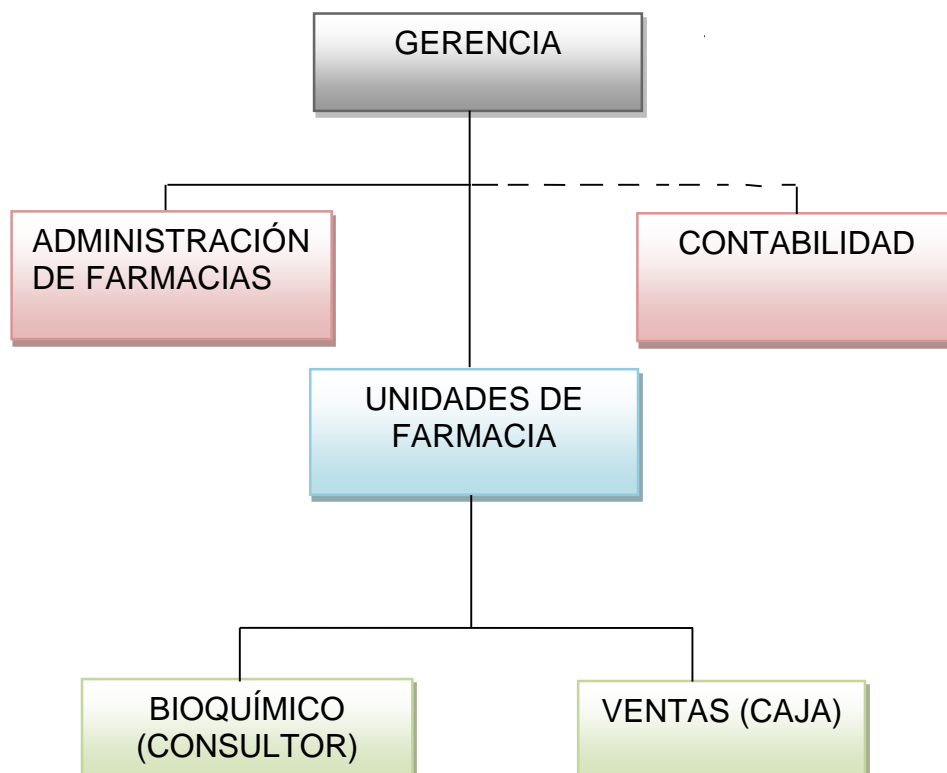 GERENCIA
ADMINISTRACIÓN
DE FARMACIAS
CONTABILIDAD
UNIDADES DE
FARMACIA
BIOQUÍMICO
(CONSULTOR)
VENTAS (CAJA)